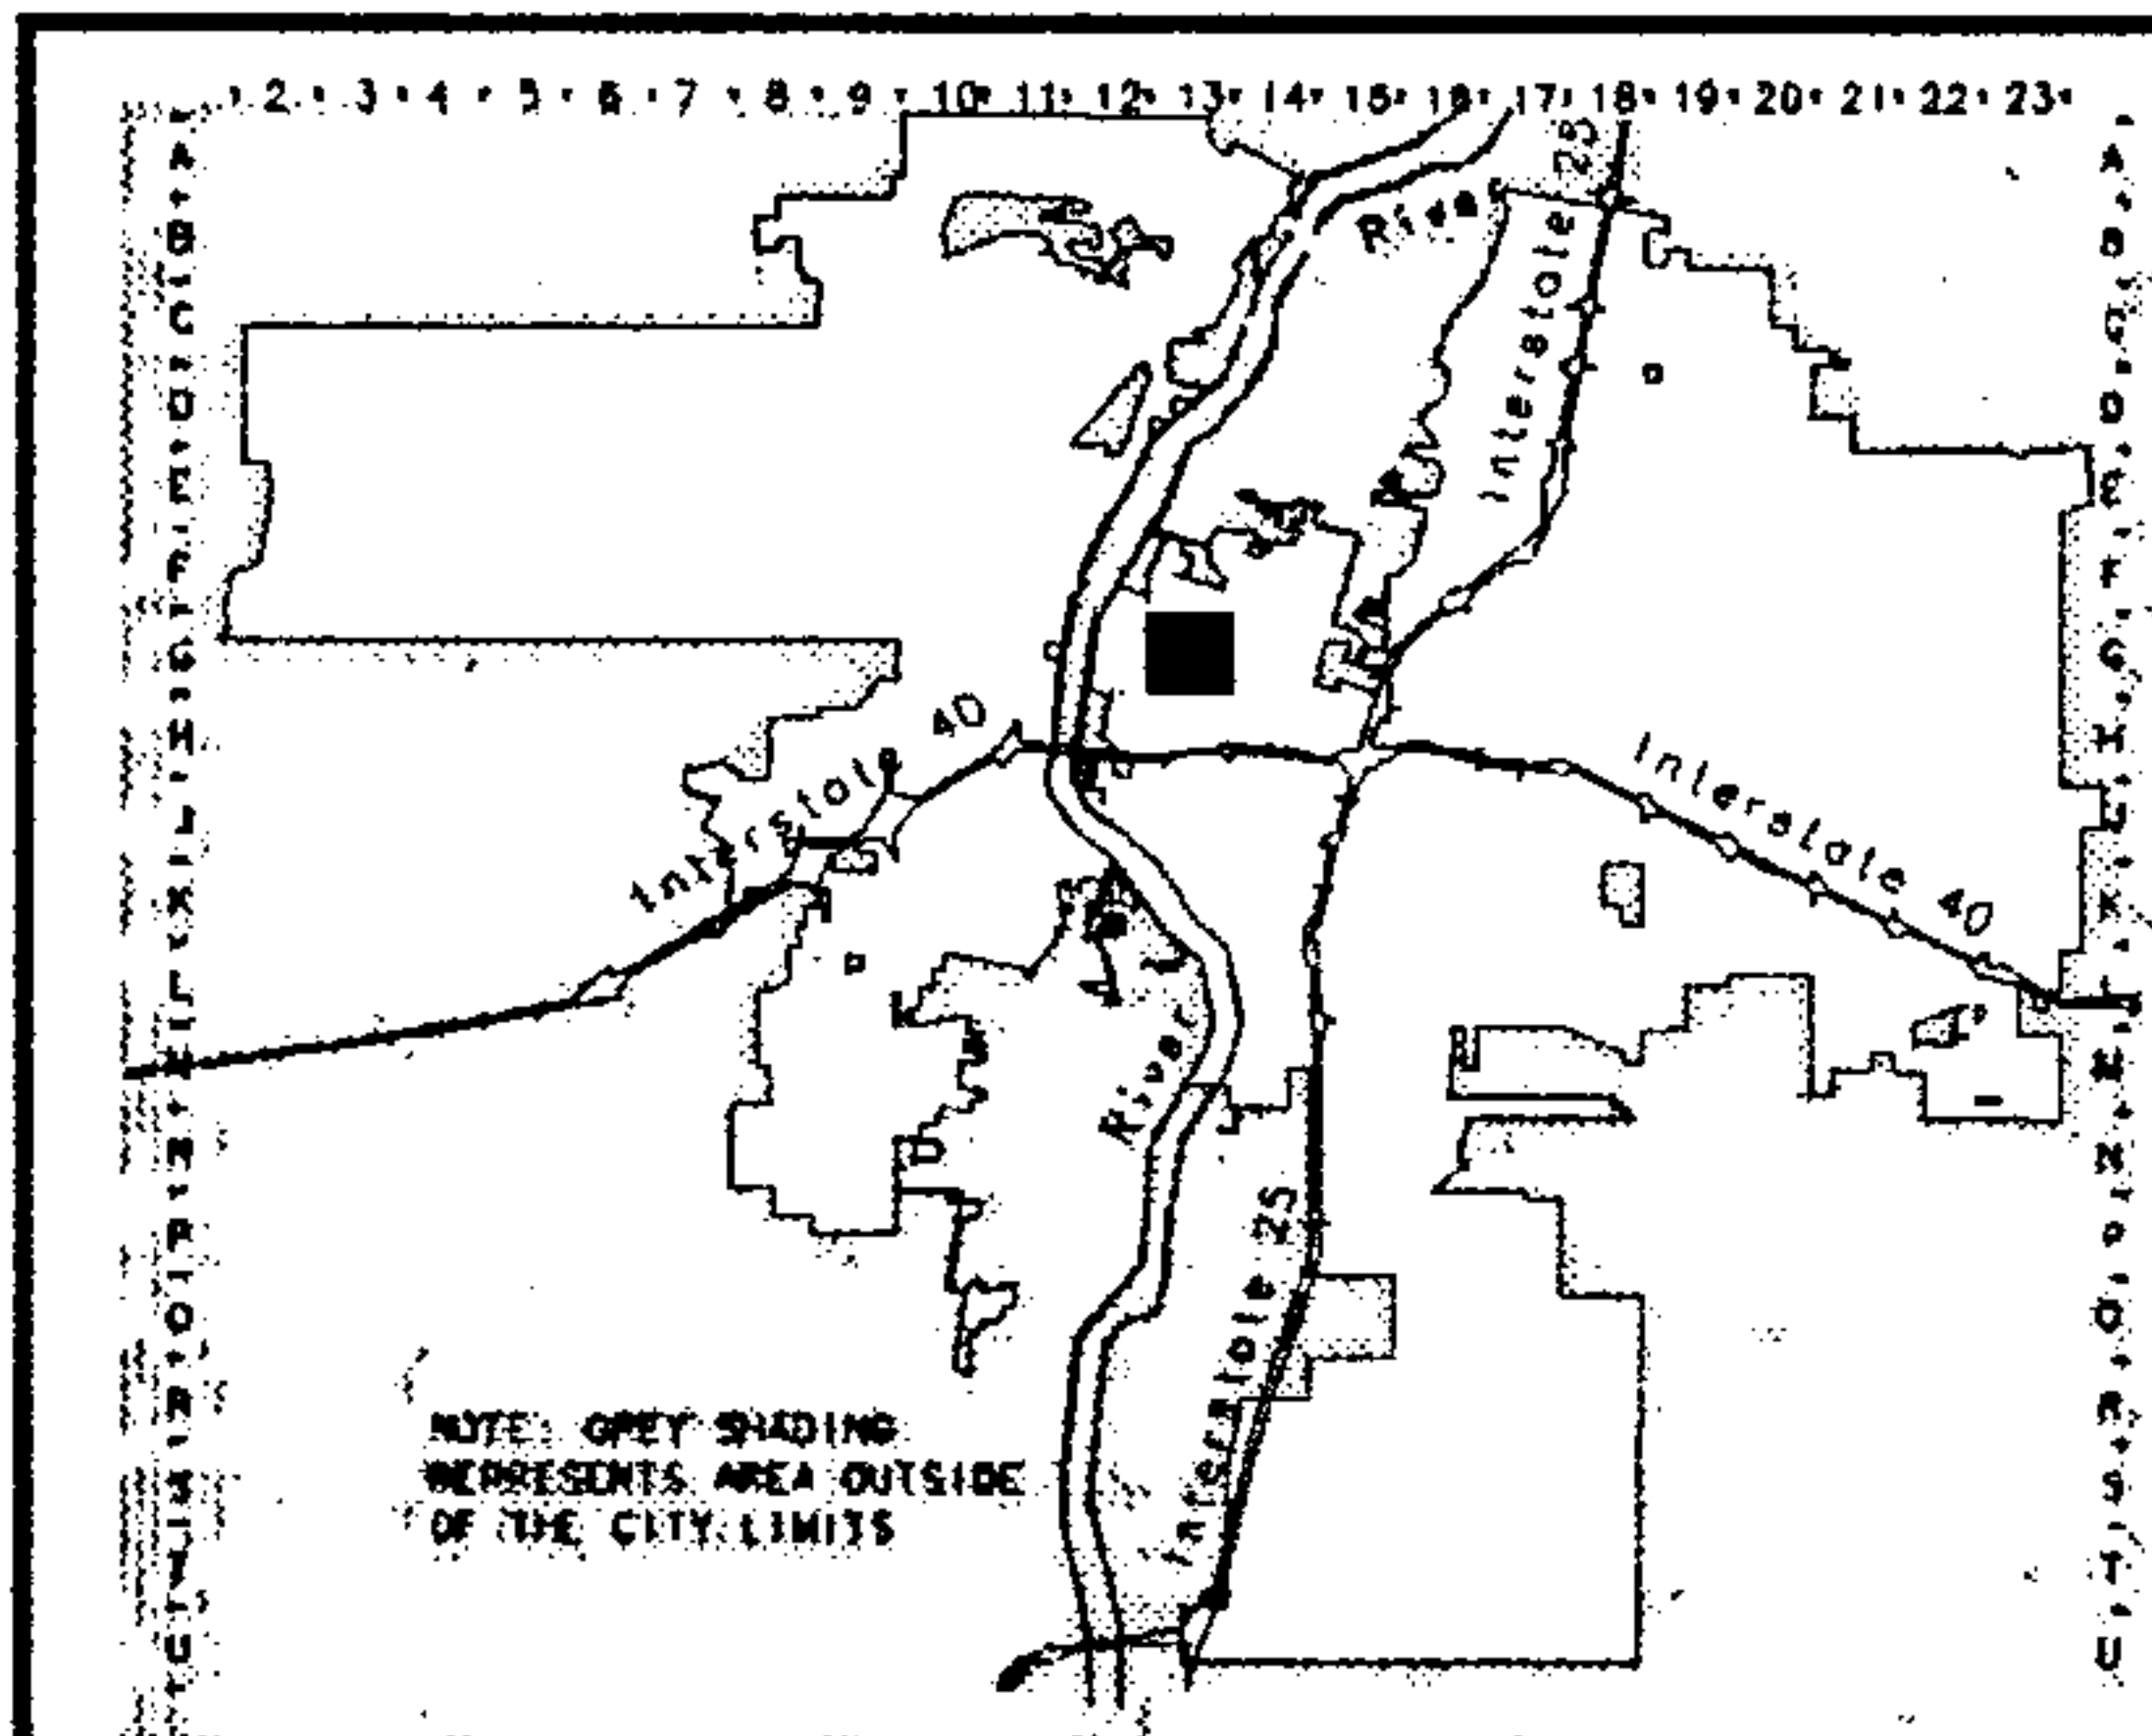 2 · 3 · 4 · 5 · 6 · 7 · 8 · 9 · 10 · 11 · 12 · 13 · 14 · 15 · 16 · 17 · 18 · 19 · 20 · 21 · 22 · 23
River
Interstate 25
Interstate 40
Interstate 40
River
Interstate 25
NOTE: GREY SHADING
REPRESENTS AREA OUTSIDE
OF THE CITY LIMITS
A
B
C
D
E
F
G
H
J
K
L
M
N
P
Q
R
S
T
U
A
B
C
D
E
F
G
H
J
K
L
M
N
P
Q
R
S
T
U